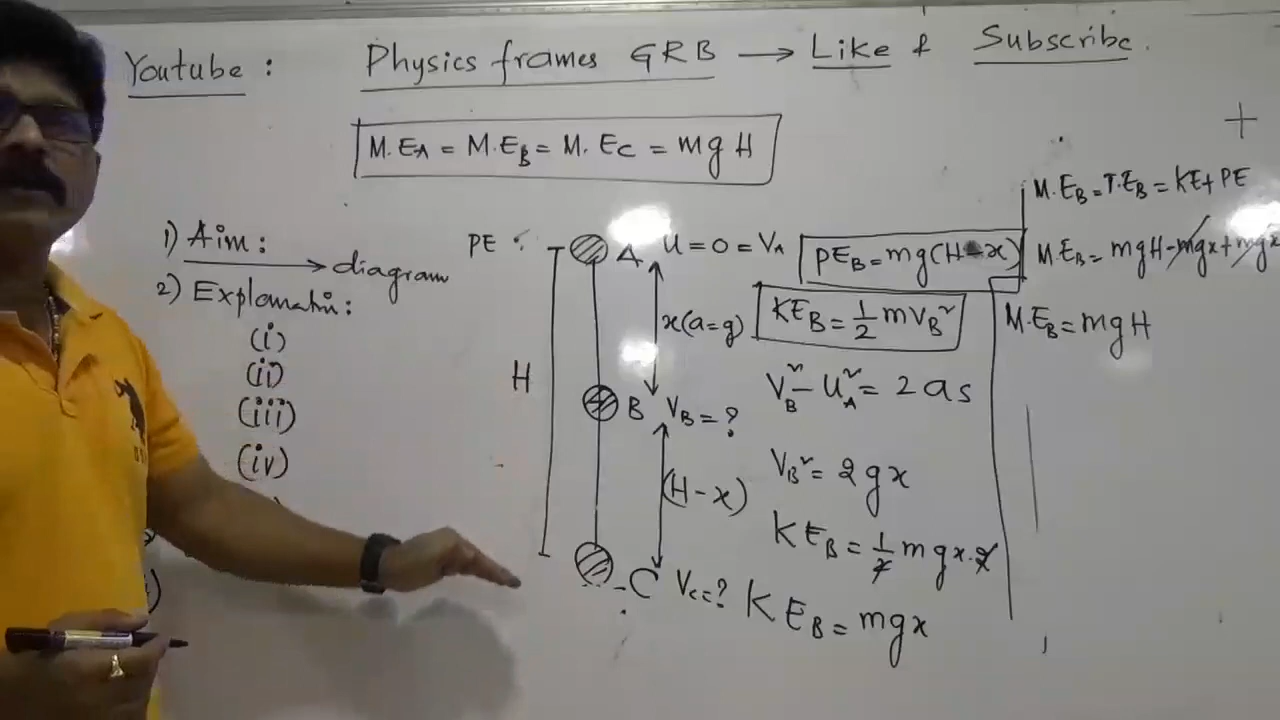 Youtube : Physics frames GRB → Like & Subscribe.
M.E_A = M.E_B = M.E_C = mgH
1) Aim :
→ diagram
2) Explanatin :
(i)
(ii)
(iii)
(iv)
PE :
A U = 0 = V_A
x(a=g)
H
B V_B = ?
(H-x)
C V_C = ?
PE_B = mg(H-x)
KE_B = 1/2 mV_B²
V_B² - U_A² = 2as
V_B² = 2gx
KE_B = 1/2 mgx.2
KE_B = mgx
M.E_B = T.E_B = KE + PE
M.E_B = mgH - mgx + mgx
M.E_B = mgH
+